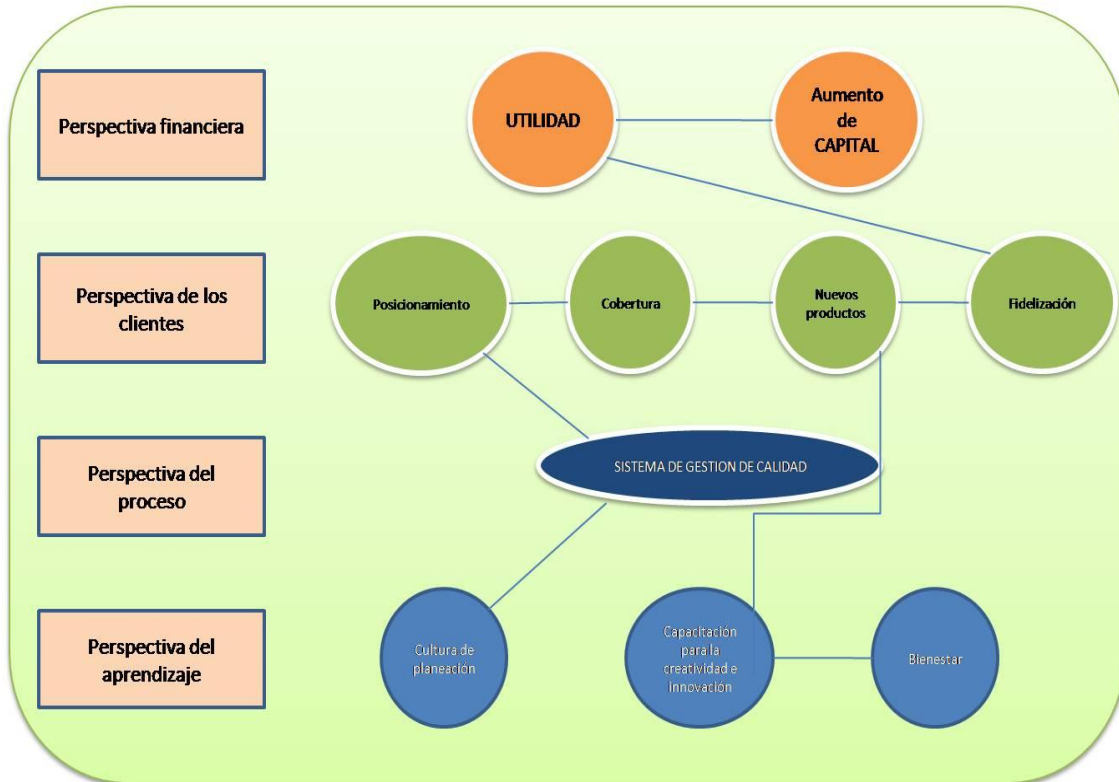 Perspectiva financiera
UTILIDAD
Aumento
de
CAPITAL
Perspectiva de los
clientes
Posicionamiento
Cobertura
Nuevos
productos
Fidelización
Perspectiva del
proceso
SISTEMA DE GESTION DE CALIDAD
Perspectiva del
aprendizaje
Cultura de
planeación
Capacitación
para la
creatividad e
innovación
Bienestar